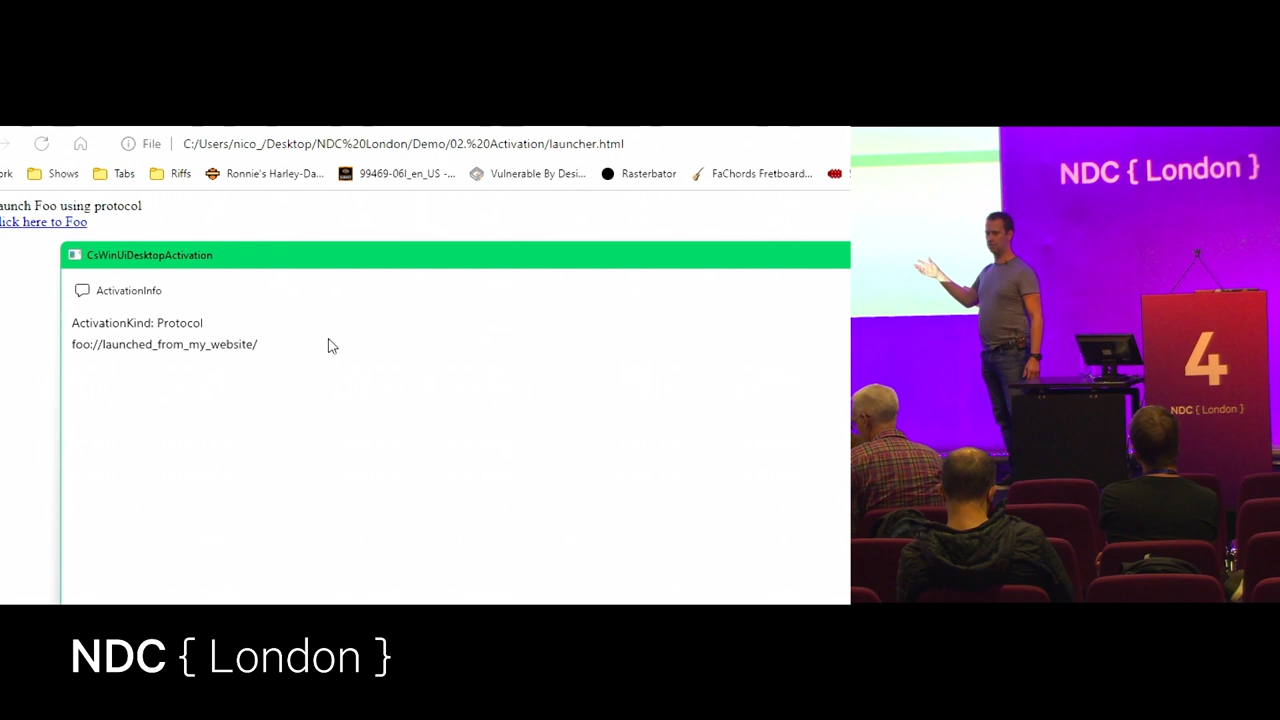 File C:/Users/nico_/Desktop/NDC%20London/Demo/02.%20Activation/launcher.html
ork Shows Tabs Riffs Ronnie's Harley-Da... 99469-06l_en_US -... Vulnerable By Desi... Rasterbator FaChords Fretboard...
aunch Foo using protocol
lick here to Foo
CsWinUiDesktopActivation
ActivationInfo
ActivationKind: Protocol
foo://launched_from_my_website/
NDC { London }
4
NDC { London }
NDC { London }